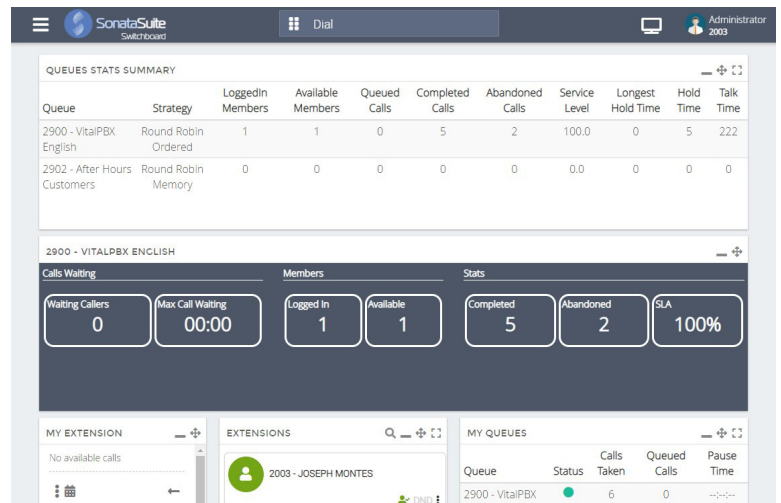 SonataSuite
Switchboard
Dial
Administrator
2003
QUEUES STATS SUMMARY
Queue Strategy LoggedIn Members Available Members Queued Calls Completed Calls Abandoned Calls Service Level Longest Hold Time Hold Time Talk Time
2900 - VitalPBX English Round Robin Ordered 1 1 0 5 2 100.0 0 5 222
2902 - After Hours Customers Round Robin Memory 0 0 0 0 0 0.0 0 0 0
2900 - VITALPBX ENGLISH
Calls Waiting Members Stats
Waiting Callers Max Call Waiting Logged In Available Completed Abandoned SLA
0 00:00 1 1 5 2 100%
MY EXTENSION
No available calls
EXTENSIONS
2003 - JOSEPH MONTES
DND
MY QUEUES
Queue Status Calls Taken Queued Calls Pause Time
2900 - VitalPBX 6 0 --:--:--